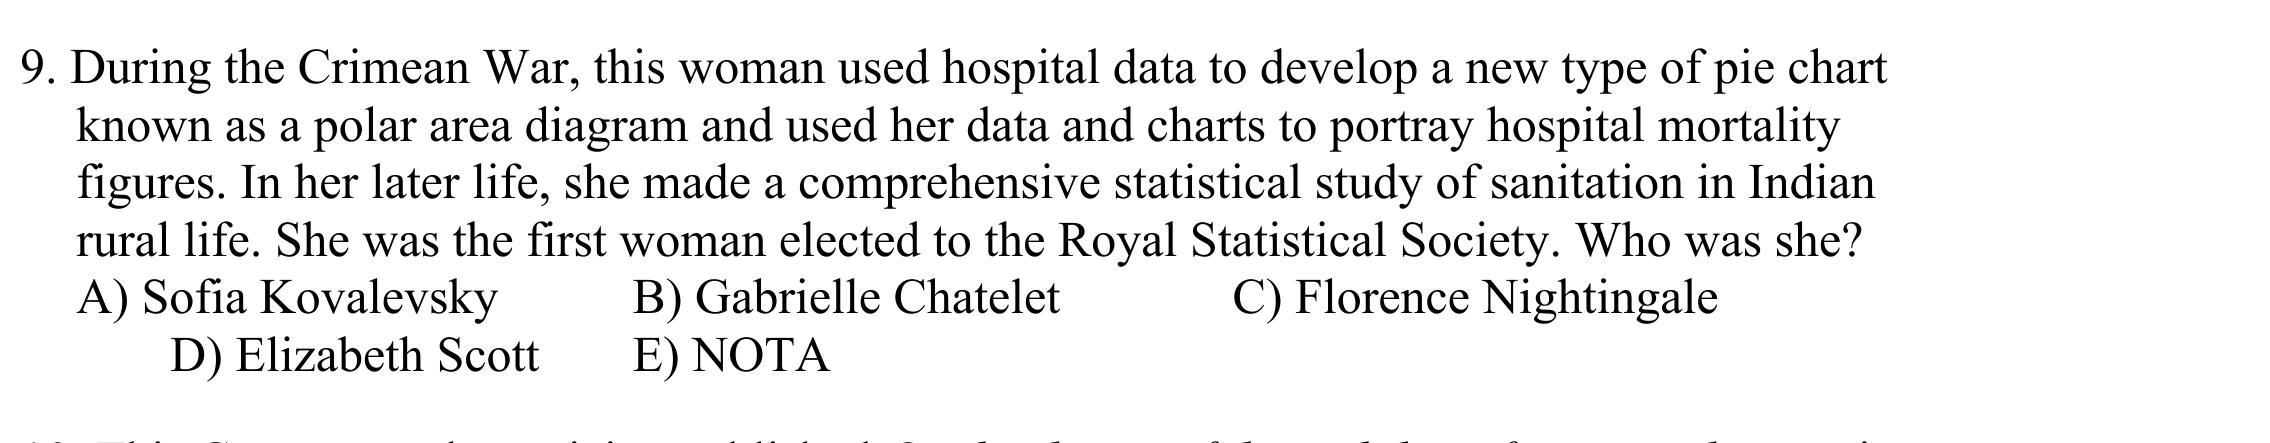 9. During the Crimean War, this woman used hospital data to develop a new type of pie chart
known as a polar area diagram and used her data and charts to portray hospital mortality
figures. In her later life, she made a comprehensive statistical study of sanitation in Indian
rural life. She was the first woman elected to the Royal Statistical Society. Who was she?
A) Sofia Kovalevsky B) Gabrielle Chatelet C) Florence Nightingale
D) Elizabeth Scott E) NOTA